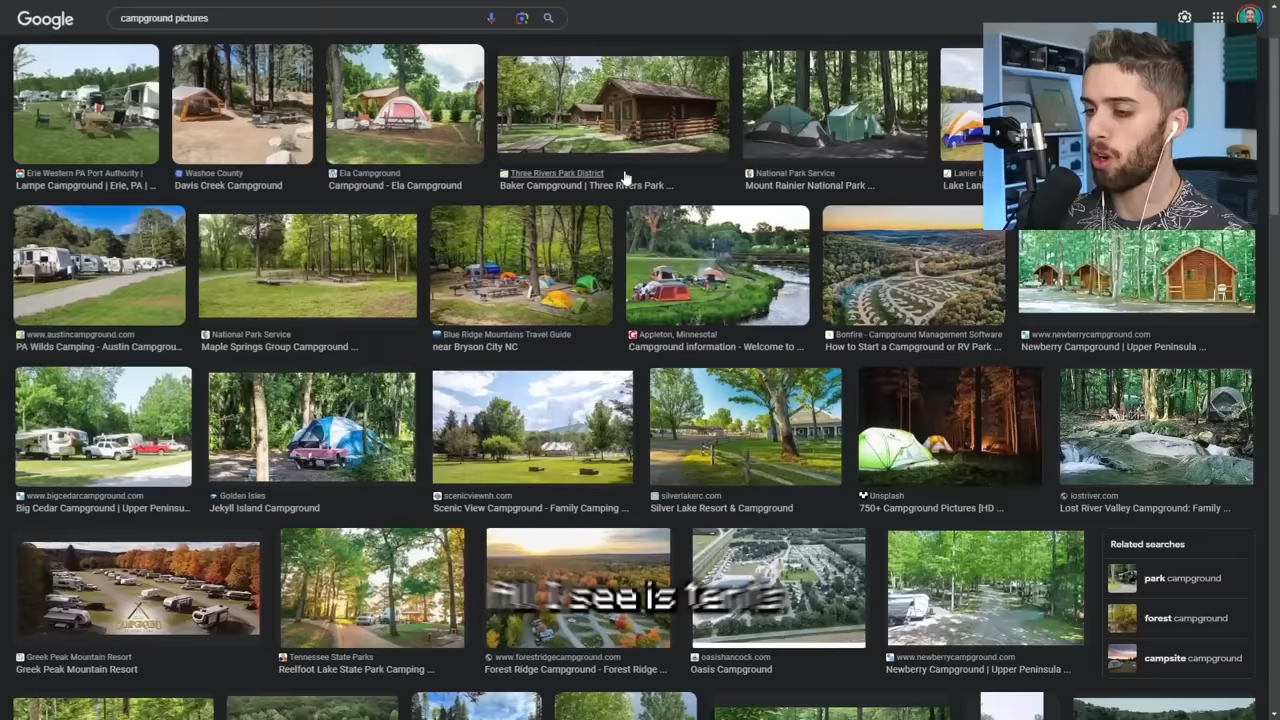 Google
campground pictures
Erie Western PA Port Authority |
Lampe Campground | Erie, PA | ...
Washoe County
Davis Creek Campground
Ela Campground
Campground - Ela Campground
Three Rivers Park District
Baker Campground | Three Rivers Park ...
National Park Service
Mount Rainier National Park ...
Lanier Is
Lake Lani
www.austincampground.com
PA Wilds Camping - Austin Campgrou...
National Park Service
Maple Springs Group Campground ...
Blue Ridge Mountains Travel Guide
near Bryson City NC
Appleton, Minnesota!
Campground information - Welcome to ...
Bonfire - Campground Management Software
How to Start a Campground or RV Park ...
www.newberrycampground.com
Newberry Campground | Upper Peninsula ...
www.bigcedarcampground.com
Big Cedar Campground | Upper Peninsu...
Golden Isles
Jekyll Island Campground
scenicviewnh.com
Scenic View Campground - Family Camping ...
silverlakerc.com
Silver Lake Resort & Campground
Unsplash
750+ Campground Pictures [HD ...
lostriver.com
Lost River Valley Campground: Family ...
Greek Peak Mountain Resort
Greek Peak Mountain Resort
Tennessee State Parks
Reelfoot Lake State Park Camping ...
www.forestridgecampground.com
Forest Ridge Campground - Forest Ridge ...
oasishancock.com
Oasis Campground
www.newberrycampground.com
Newberry Campground | Upper Peninsula ...
Related searches
park campground
forest campground
campsite campground
All I see is tents